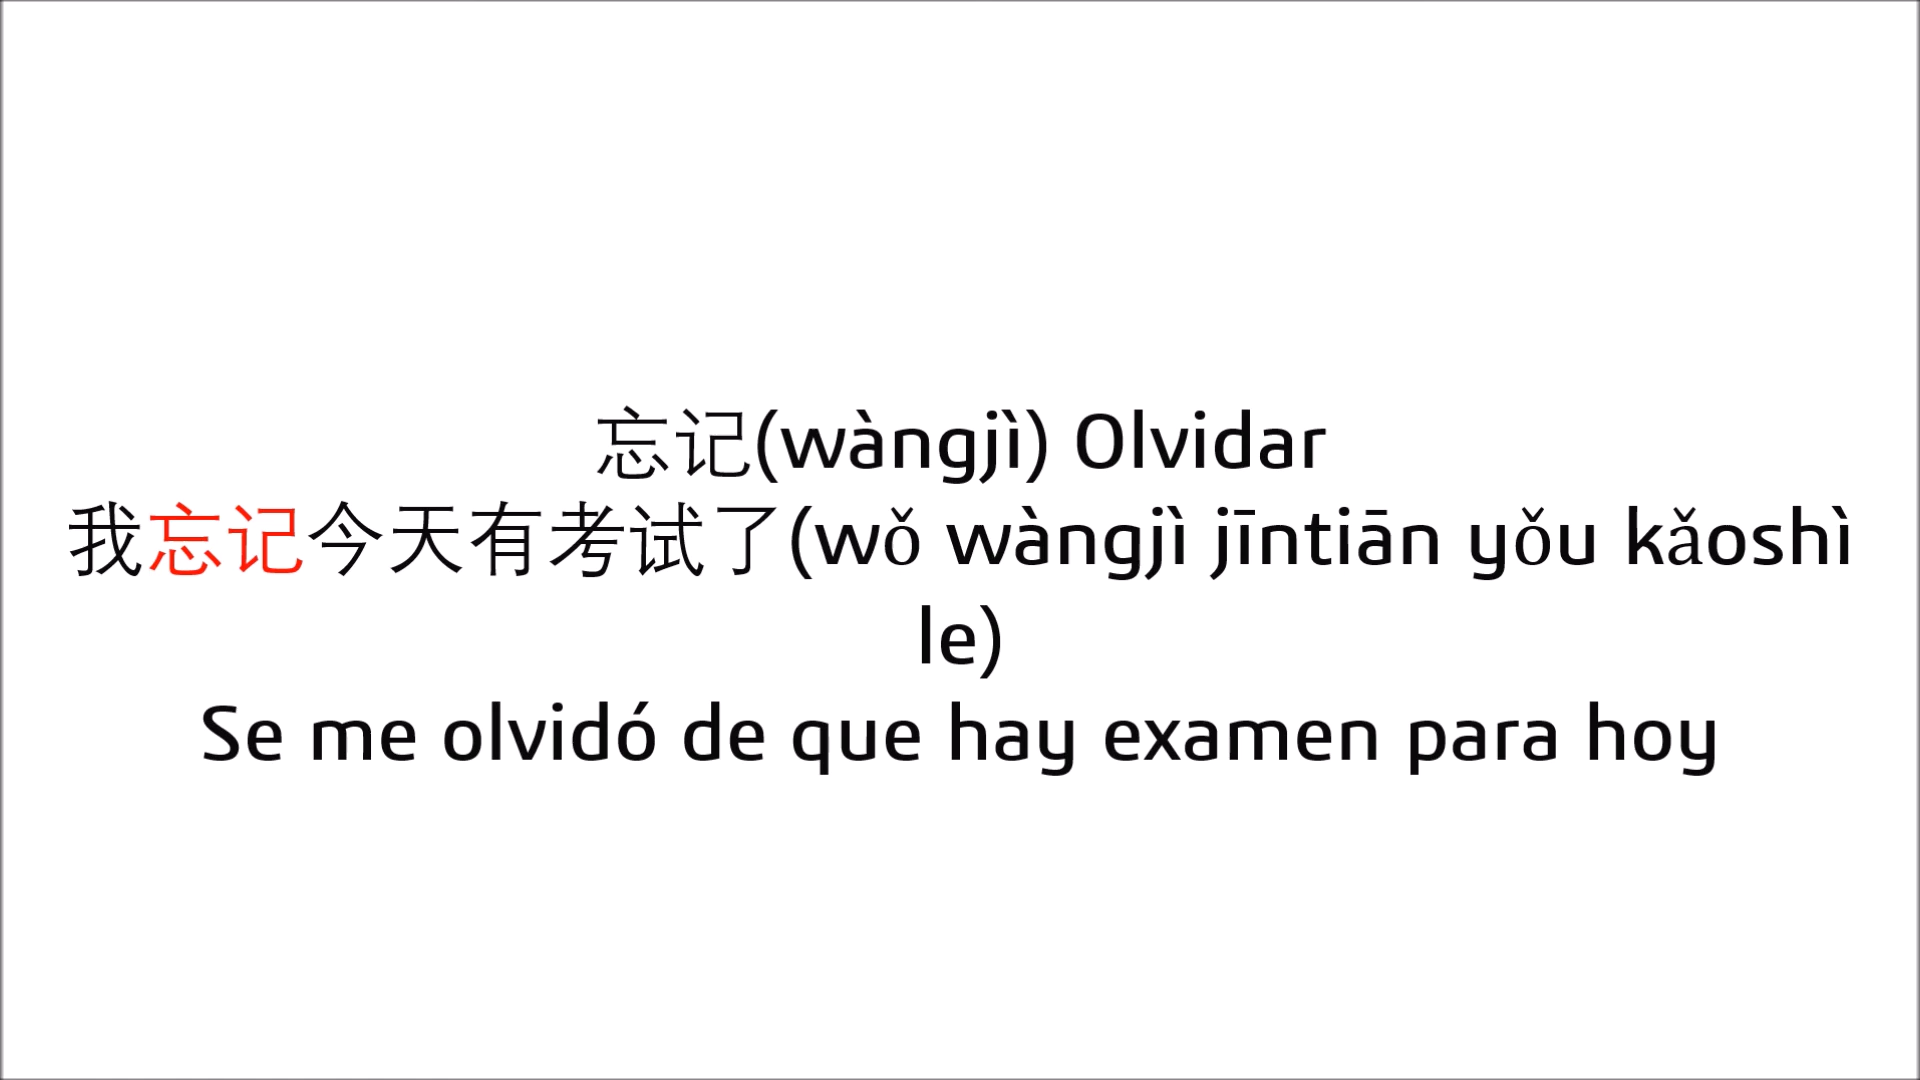 忘记(wàngjì) Olvidar
我忘记今天有考试了(wǒ wàngjì jīntiān yǒu kǎoshì
le)
Se me olvidó de que hay examen para hoy